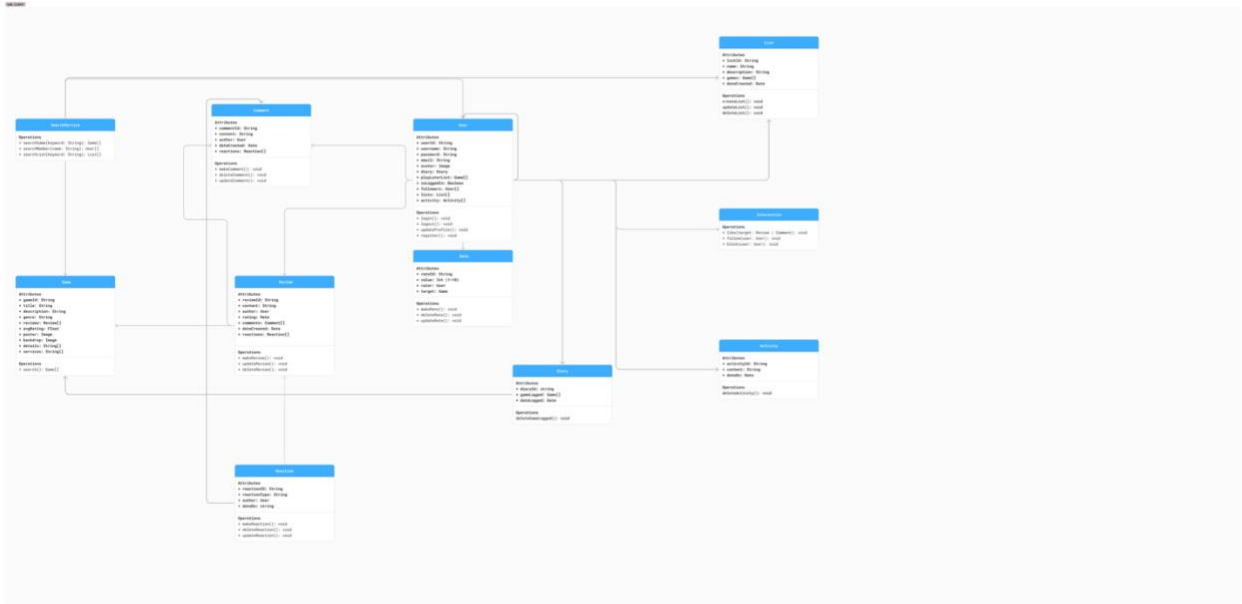 List
Attributes
+ listId: String
+ name: String
+ description: String
+ games: Game[]
+ dateCreated: Date
Operations
createList(): void
updateList(): void
deleteList(): void
SearchService
Operations
+ searchGame(keyword: String): Game[]
+ searchMember(name: String): User[]
+ searchList(keyword: String): List[]
Comment
Attributes
+ commentId: String
+ content: String
+ author: User
+ dateCreated: Date
+ reactions: Reaction[]
Operations
+ makeComment(): void
+ deleteComment(): void
+ updateComment(): void
User
Attributes
+ userId: String
+ username: String
+ password: String
+ email: String
+ avatar: Image
+ diary: Diary
+ playLaterList: Game[]
+ isLoggedIn: Boolean
+ followers: User[]
+ lists: List[]
+ activity: Activity[]
Operations
+ login(): void
+ logout(): void
+ updateProfile(): void
+ register(): void
Interaction
Operations
+ like(target: Review | Comment): void
+ follow(user: User): void
+ block(user: User): void
Rate
Attributes
+ rateId: String
+ value: Int (1-10)
+ rater: User
+ target: Game
Operations
+ makeRate(): void
+ deleteRate(): void
+ updateRate(): void
Game
Attributes
+ gameId: String
+ title: String
+ description: String
+ genre: String
+ review: Review[]
+ avgRating: Float
+ poster: Image
+ backdrop: Image
+ details: String[]
+ services: String[]
Operations
+ search(): Game[]
Review
Attributes
+ reviewId: String
+ content: String
+ author: User
+ rating: Rate
+ comments: Comment[]
+ dateCreated: Date
+ reactions: Reaction[]
Operations
+ makeReview(): void
+ updateReview(): void
+ deleteReview(): void
Activity
Attributes
+ activityId: String
+ content: String
+ dateDo: Date
Operations
deleteActivity(): void
Diary
Attributes
+ diaryId: string
+ gameLogged: Game[]
+ dateLogged: Date
Operations
deleteGameLogged(): void
Reaction
Attributes
+ reactionID: String
+ reactionType: String
+ author: User
+ dateDo: string
Operations
+ makeReaction(): void
+ deleteReaction(): void
+ updateReaction(): void